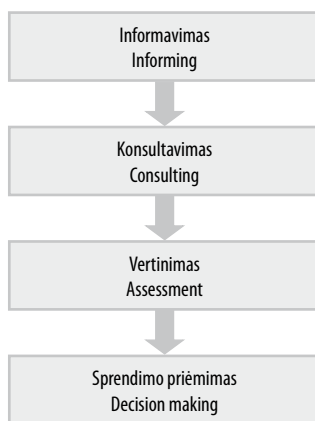 Informavimas
Informing
Konsultavimas
Consulting
Vertinimas
Assessment
Sprendimo priėmimas
Decision making